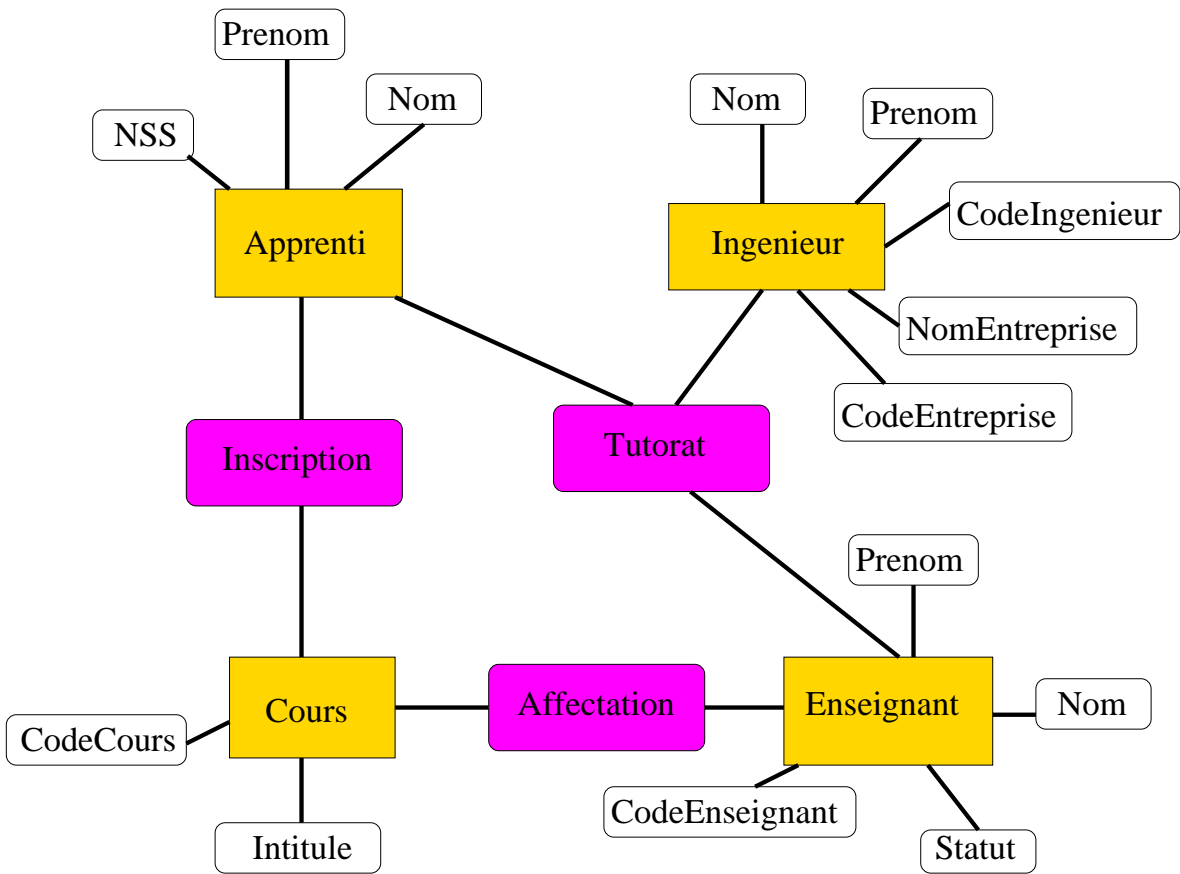 Prenom
Nom
Nom
Prenom
NSS
CodeIngenieur
Apprenti
Ingenieur
NomEntreprise
CodeEntreprise
Inscription
Tutorat
Prenom
Cours
Affectation
Enseignant
Nom
CodeCours
CodeEnseignant
Intitule
Statut